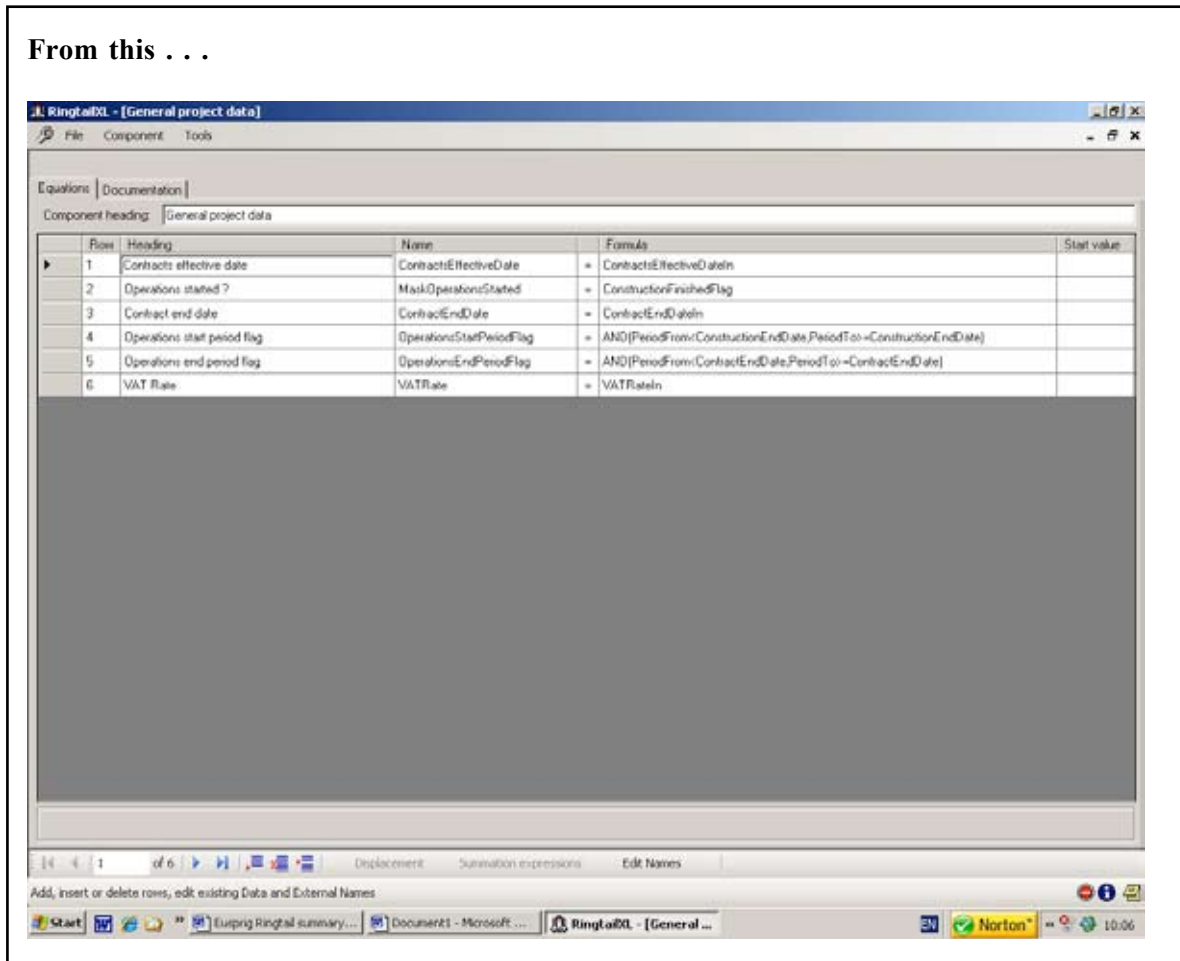 From this . . .
RingtailXL - [General project data]
File Component Tools
Equations Documentation
Component heading: General project data
Row Heading Name Formula Start value
1 Contracts effective date ContractsEffectiveDate = ContractsEffectiveDateIn
2 Operations started ? MaskOperationsStarted = ConstructionFinishedFlag
3 Contract end date ContractEndDate = ContractEndDateIn
4 Operations start period flag OperationsStartPeriodFlag = AND(PeriodFrom<ConstructionEndDate,PeriodTo>=ConstructionEndDate)
5 Operations end period flag OperationsEndPeriodFlag = AND(PeriodFrom<ContractEndDate,PeriodTo>=ContractEndDate)
6 VAT Rate VATRate = VATRateIn
1 of 6 Displacement Summation expressions Edit Names
Add, insert or delete rows, edit existing Data and External Names
Start Eusprig Ringtail summary... Document1 - Microsoft ... RingtailXL - [General ... EN Norton 10:06